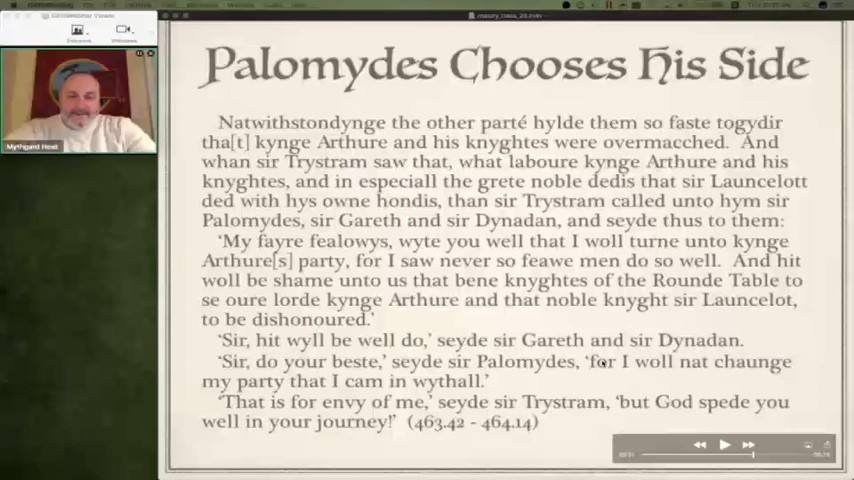 Palomydes Chooses His Side
Natwithstondynge the other parté hylde them so faste togydir
tha[t] kynge Arthure and his knyghtes were overmacched. And
whan sir Trystram saw that, what laboure kynge Arthure and his
knyghtes, and in especiall the grete noble dedis that sir Launcelott
ded with hys owne hondis, than sir Trystram called unto hym sir
Palomydes, sir Gareth and sir Dynadan, and seyde thus to them:
‘My fayre fealowys, wyte you well that I woll turne unto kynge
Arthure[s] party, for I saw never so feawe men do so well. And hit
woll be shame unto us that bene knyghtes of the Rounde Table to
se oure lorde kynge Arthure and that noble knyght sir Launcelot,
to be dishonoured.’
‘Sir, hit wyll be well do,’ seyde sir Gareth and sir Dynadan.
‘Sir, do your beste,’ seyde sir Palomydes, ‘for I woll nat chaunge
my party that I cam in wythall.’
‘That is for envy of me,’ seyde sir Trystram, ‘but God spede you
well in your journey!’ (463.42 - 464.14)
Mythgard Host